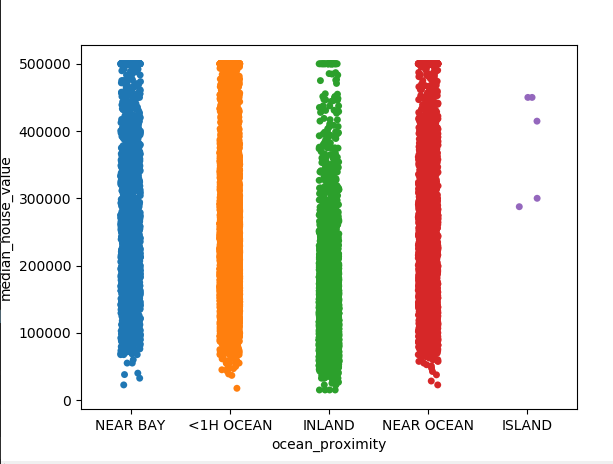 500000
400000
300000
200000
100000
0
median_house_value
NEAR BAY <1H OCEAN INLAND NEAR OCEAN ISLAND
ocean_proximity